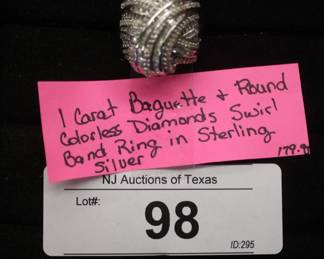 1 Carat Baguette + Round
Colorless Diamonds Swirl
Band Ring in Sterling
Silver
179.9
NJ Auctions of Texas
Lot#:
98
ID:295